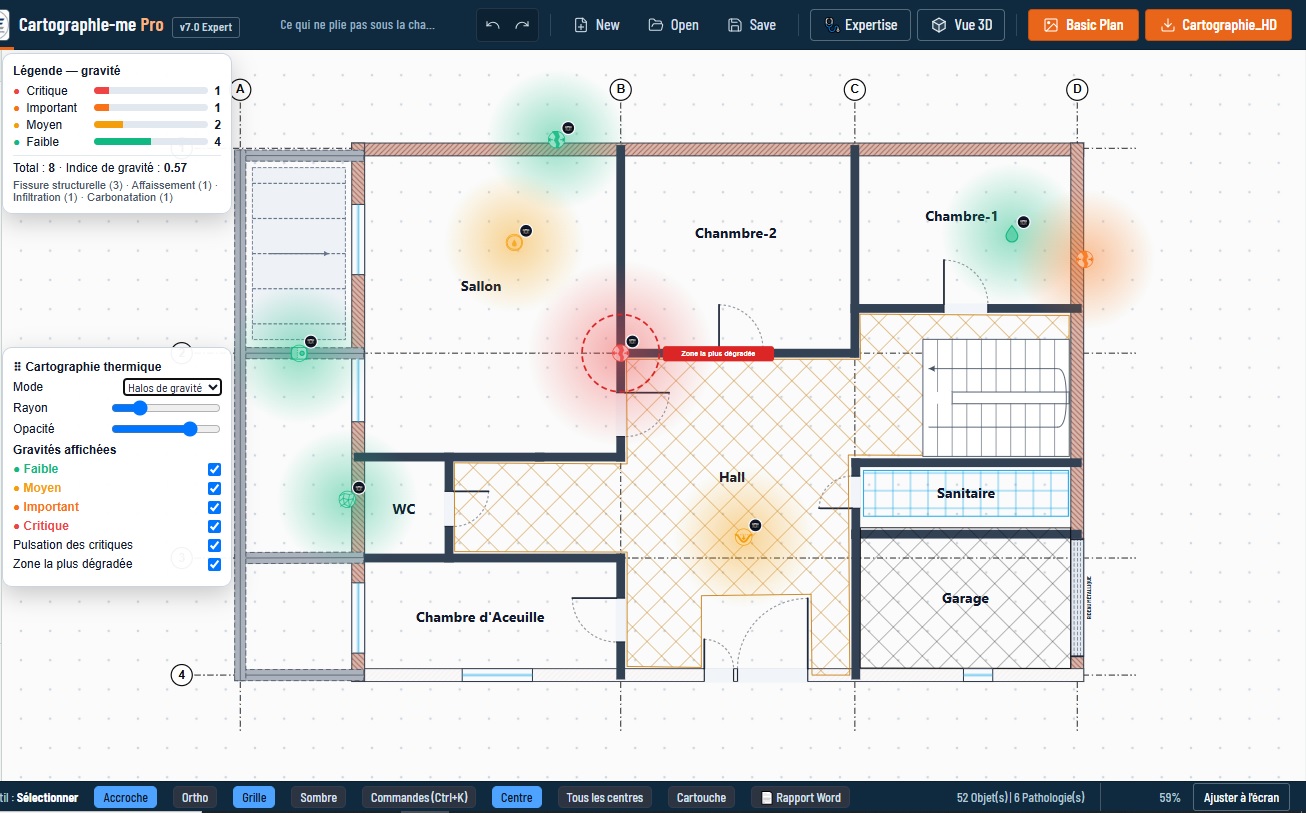 Cartographie-me Pro
v7.0 Expert
Ce qui ne plie pas sous la cha...
New
Open
Save
Expertise
Vue 3D
Basic Plan
Cartographie_HD
Légende — gravité
Critique 1
Important 1
Moyen 2
Faible 4
Total : 8 · Indice de gravité : 0.57
Fissure structurelle (3) · Affaissement (1) ·
Infiltration (1) · Carbonatation (1)
A
B
C
D
Chambre-1
Chanmbre-2
Sallon
Zone la plus dégradée
Cartographie thermique
Mode Halos de gravité
Rayon
Opacité
Gravités affichées
Faible
Moyen
Important
Critique
Pulsation des critiques
Zone la plus dégradée
Hall
Sanitaire
WC
Garage
Chambre d'Aceuille
4
til : Sélectionner
Accroche
Ortho
Grille
Sombre
Commandes (Ctrl+K)
Centre
Tous les centres
Cartouche
Rapport Word
52 Objet(s) | 6 Pathologie(s)
59%
Ajuster à l'écran